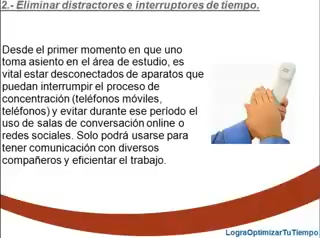 2.- Eliminar distractores e interruptores de tiempo.
Desde el primer momento en que uno
toma asiento en el área de estudio, es
vital estar desconectados de aparatos que
puedan interrumpir el proceso de
concentración (teléfonos móviles,
teléfonos) y evitar durante ese período el
uso de salas de conversación online o
redes sociales. Solo podrá usarse para
tener comunicación con diversos
compañeros y eficientar el trabajo.
LograOptimizarTuTiempo